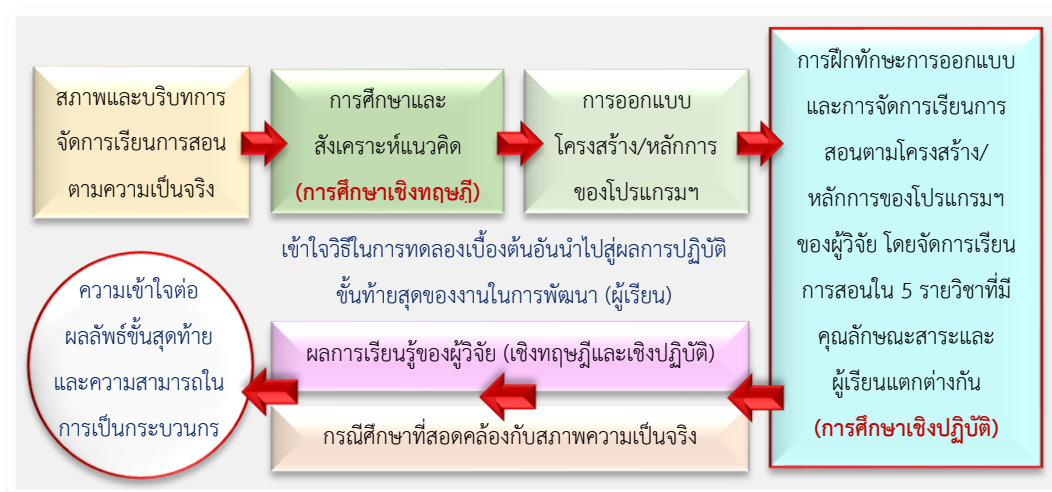 สภาพและบริบทการ
จัดการเรียนการสอน
ตามความเป็นจริง
การศึกษาและ
สังเคราะห์แนวคิด
(การศึกษาเชิงทฤษฎี)
การออกแบบ
โครงสร้าง/หลักการ
ของโปรแกรมฯ
การฝึกทักษะการออกแบบ
และการจัดการเรียนการ
สอนตามโครงสร้าง/
หลักการของโปรแกรมฯ
ของผู้วิจัย โดยจัดการเรียน
การสอนใน 5 รายวิชาที่มี
คุณลักษณะสาระและ
ผู้เรียนแตกต่างกัน
(การศึกษาเชิงปฏิบัติ)
เข้าใจวิธีในการทดลองเบื้องต้นอันนำไปสู่ผลการปฏิบัติ
ขั้นท้ายสุดของงานในการพัฒนา (ผู้เรียน)
ผลการเรียนรู้ของผู้วิจัย (เชิงทฤษฎีและเชิงปฏิบัติ)
กรณีศึกษาที่สอดคล้องกับสภาพความเป็นจริง
ความเข้าใจต่อ
ผลลัพธ์ขั้นสุดท้าย
และความสามารถใน
การเป็นกระบวนกร